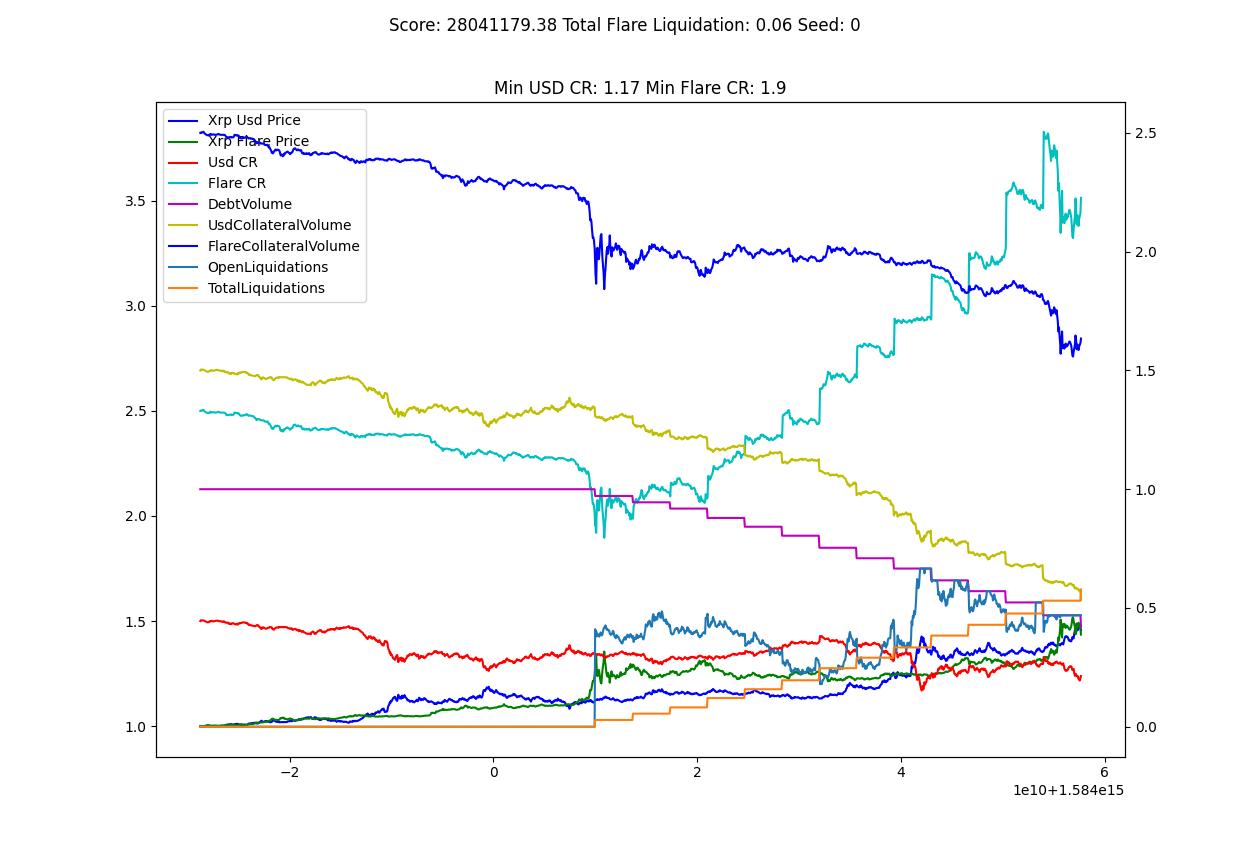 Score: 28041179.38 Total Flare Liquidation: 0.06 Seed: 0
Min USD CR: 1.17 Min Flare CR: 1.9
Xrp Usd Price
Xrp Flare Price
Usd CR
Flare CR
DebtVolume
UsdCollateralVolume
FlareCollateralVolume
OpenLiquidations
TotalLiquidations
3.5
3.0
2.5
2.0
1.5
1.0
2.5
2.0
1.5
1.0
0.5
0.0
−2 0 2 4 6
1e10+1.584e15